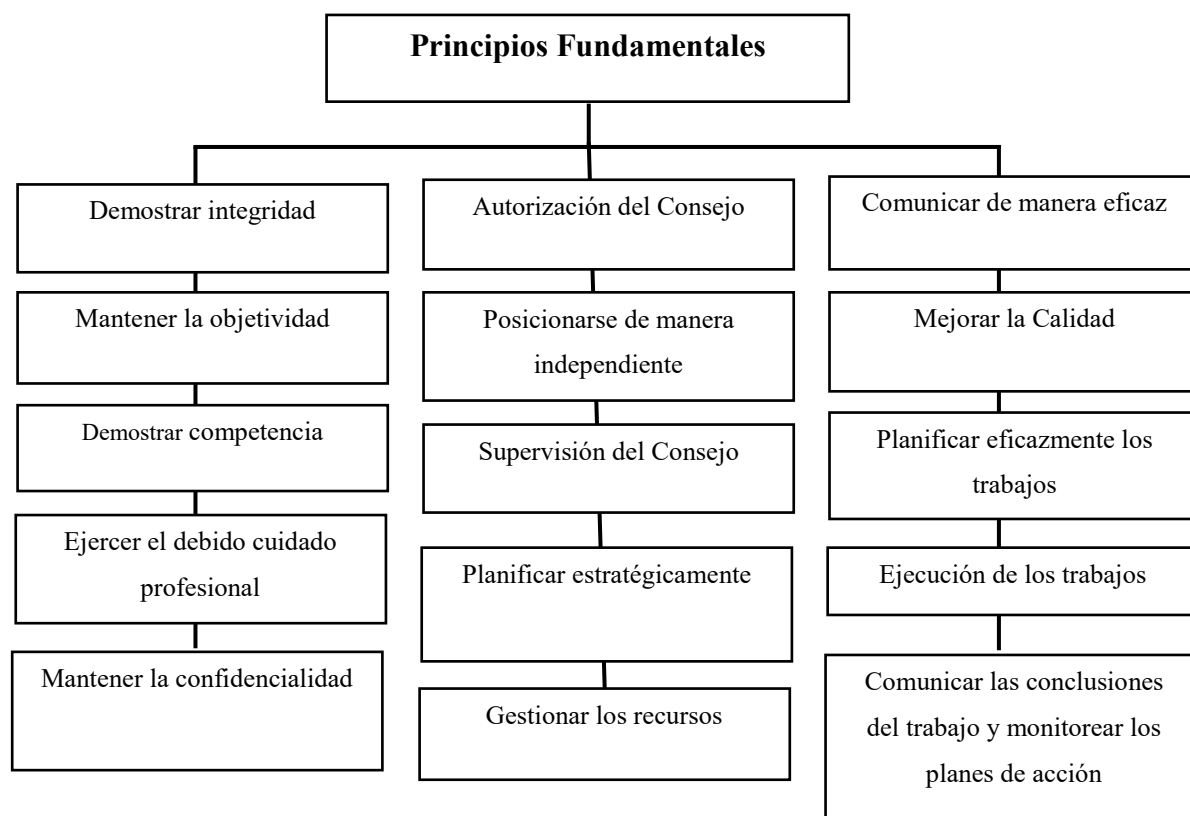 Principios Fundamentales
Demostrar integridad
Mantener la objetividad
Demostrar competencia
Ejercer el debido cuidado
profesional
Mantener la confidencialidad
Autorización del Consejo
Posicionarse de manera
independiente
Supervisión del Consejo
Planificar estratégicamente
Gestionar los recursos
Comunicar de manera eficaz
Mejorar la Calidad
Planificar eficazmente los
trabajos
Ejecución de los trabajos
Comunicar las conclusiones
del trabajo y monitorear los
planes de acción